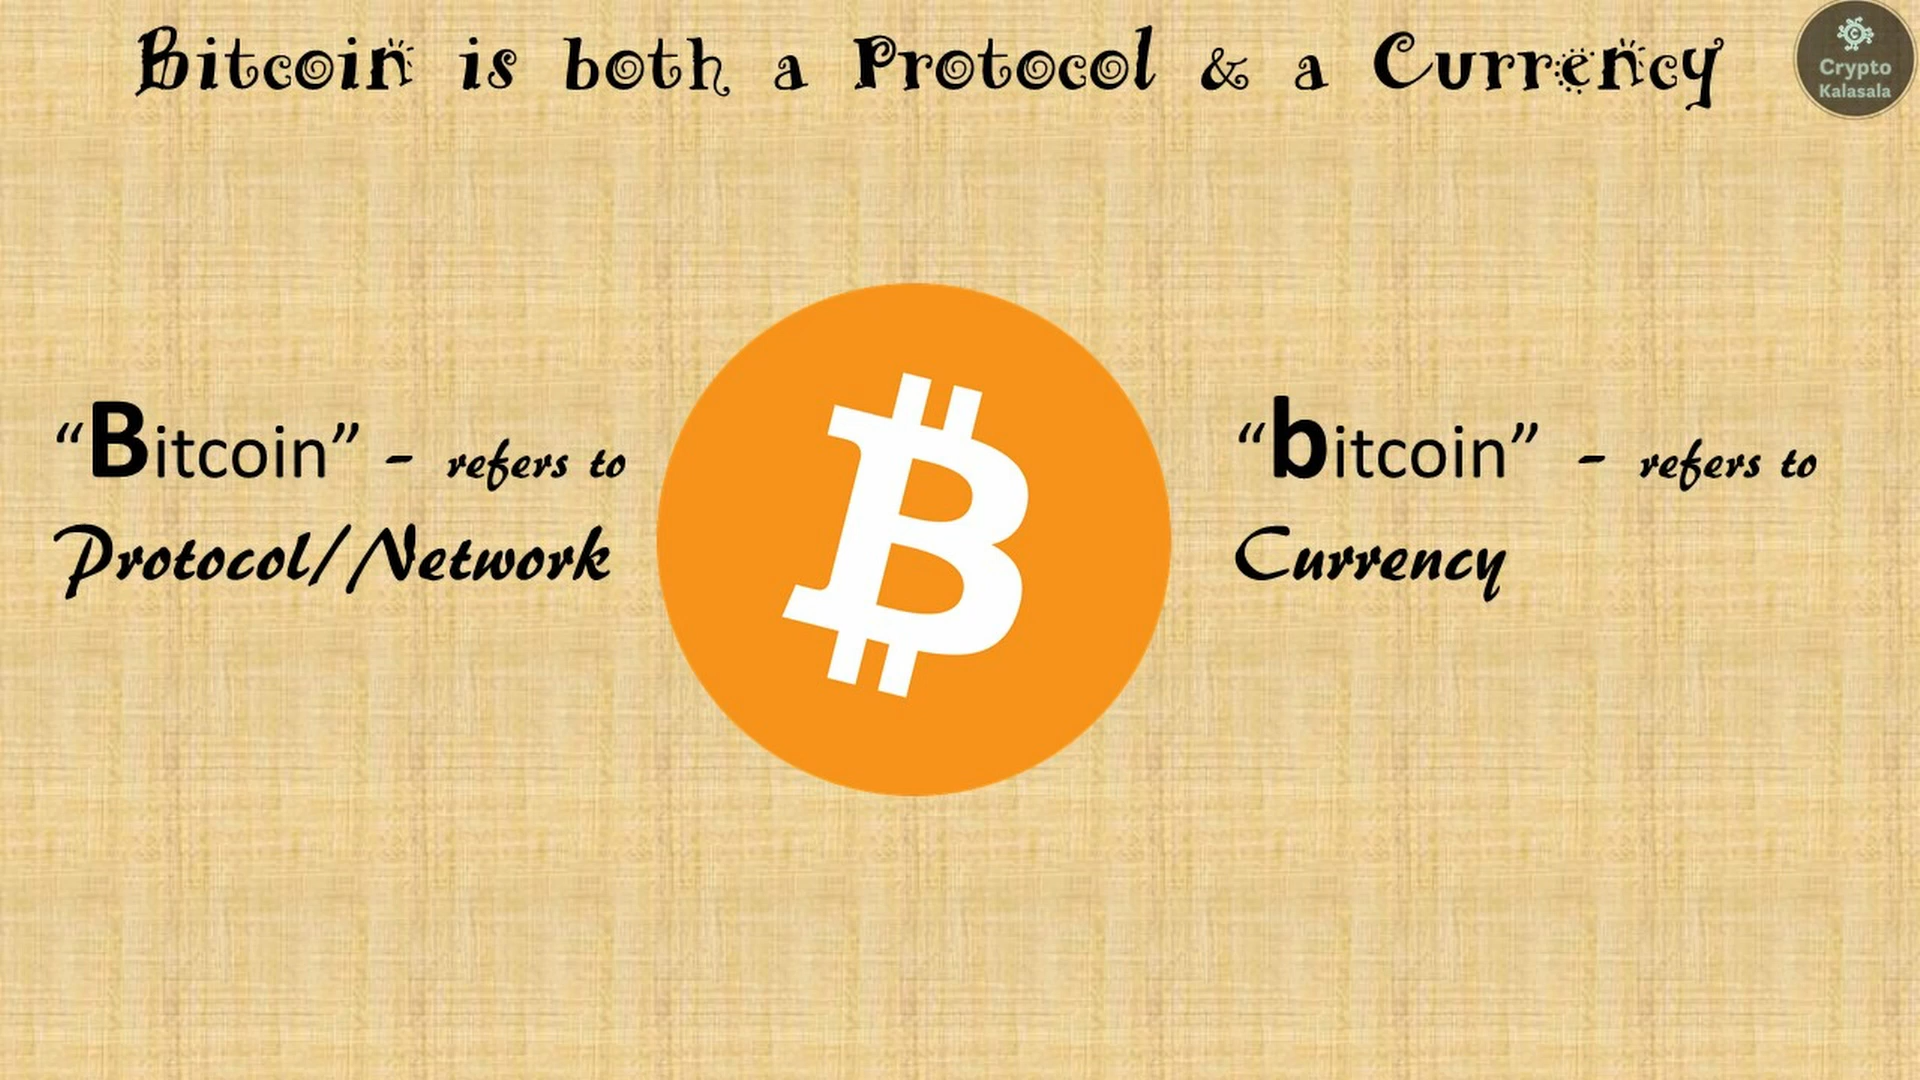 Bitcoin is both a Protocol & a Currency
Crypto
Kalasala
“Bitcoin” - refers to
Protocol/Network
“bitcoin” - refers to
Currency